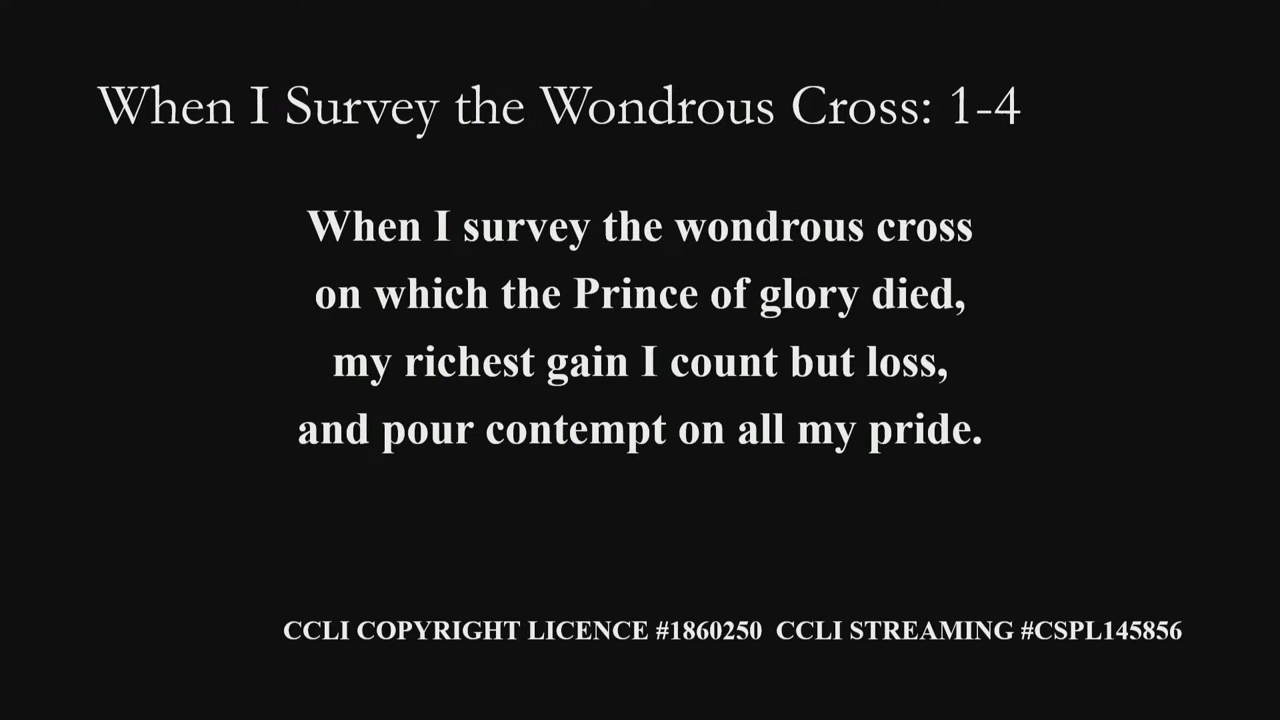 When I Survey the Wondrous Cross: 1-4
When I survey the wondrous cross
on which the Prince of glory died,
my richest gain I count but loss,
and pour contempt on all my pride.
CCLI COPYRIGHT LICENCE #1860250 CCLI STREAMING #CSPL145856